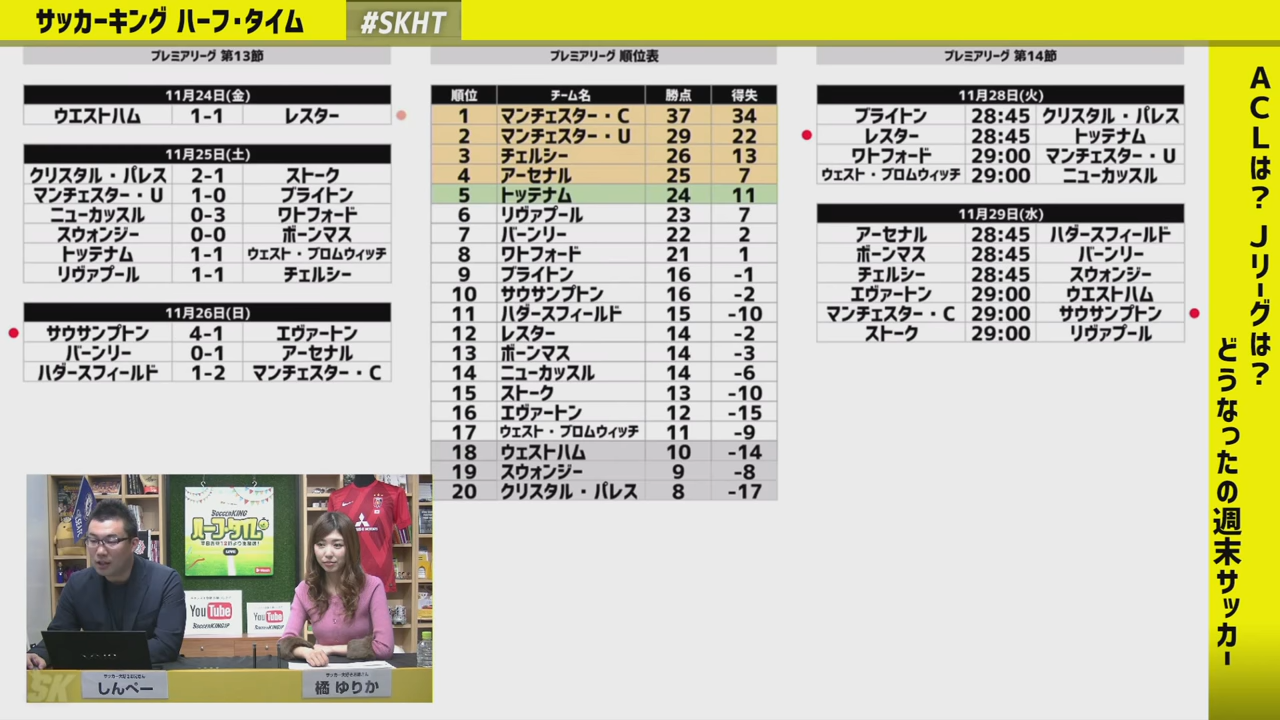 サッカーキング ハーフ・タイム #SKHT
プレミアリーグ 第13節
11月24日(金)
ウエストハム 1-1 レスター
11月25日(土)
クリスタル・パレス 2-1 ストーク
マンチェスター・U 1-0 ブライトン
ニューカッスル 0-3 ワトフォード
スウォンジー 0-0 ボーンマス
トッテナム 1-1 ウェスト・ブロムウィッチ
リヴァプール 1-1 チェルシー
11月26日(日)
サウサンプトン 4-1 エヴァートン
バーンリー 0-1 アーセナル
ハダースフィールド 1-2 マンチェスター・C
プレミアリーグ 順位表
順位 チーム名 勝点 得失
1 マンチェスター・C 37 34
2 マンチェスター・U 29 22
3 チェルシー 26 13
4 アーセナル 25 7
5 トッテナム 24 11
6 リヴァプール 23 7
7 バーンリー 22 2
8 ワトフォード 21 1
9 ブライトン 16 -1
10 サウサンプトン 16 -2
11 ハダースフィールド 15 -10
12 レスター 14 -2
13 ボーンマス 14 -3
14 ニューカッスル 14 -6
15 ストーク 13 -10
16 エヴァートン 12 -15
17 ウェスト・ブロムウィッチ 11 -9
18 ウェストハム 10 -14
19 スウォンジー 9 -8
20 クリスタル・パレス 8 -17
プレミアリーグ 第14節
11月28日(火)
ブライトン 28:45 クリスタル・パレス
レスター 28:45 トッテナム
ワトフォード 29:00 マンチェスター・U
ウェスト・ブロムウィッチ 29:00 ニューカッスル
11月29日(水)
アーセナル 28:45 ハダースフィールド
ボーンマス 28:45 バーンリー
チェルシー 28:45 スウォンジー
エヴァートン 29:00 ウエストハム
マンチェスター・C 29:00 サウサンプトン
ストーク 29:00 リヴァプール
ACLは？ Jリーグは？
どうなったの週末サッカー
SOCCERKING
ハーフ・タイム
LIVE
YouTube
SOCCERKINGJP
You Tube
SK
しんぺー
橘 ゆりか